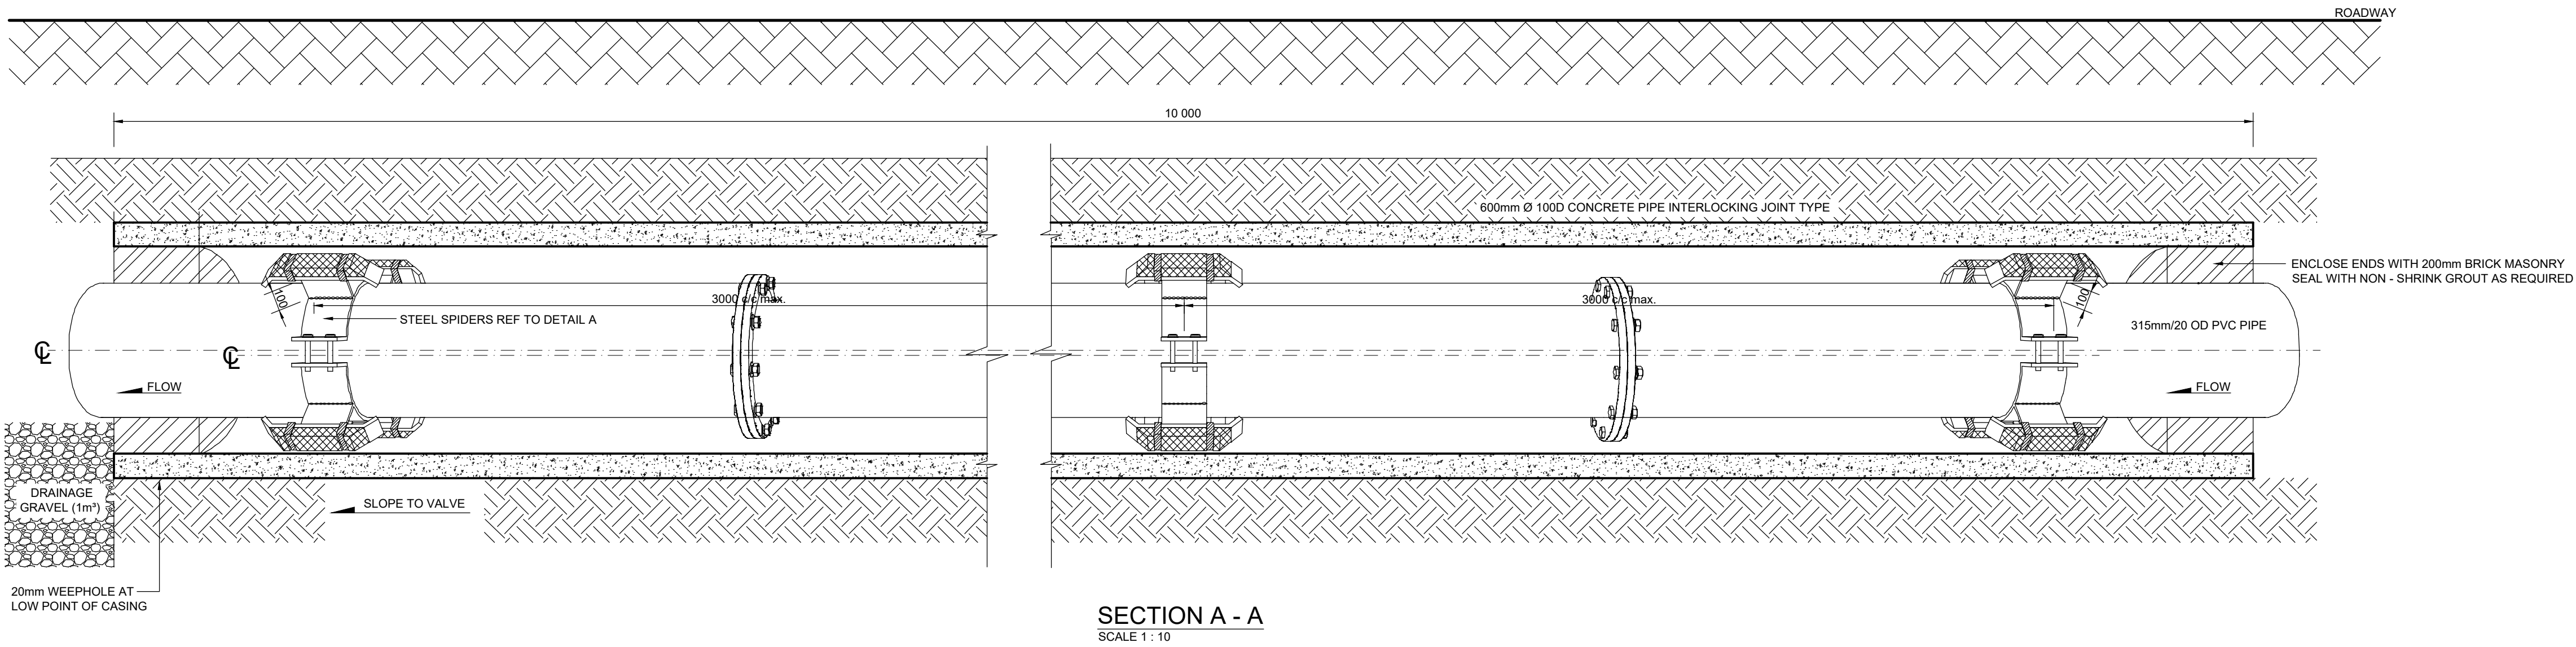 ROADWAY
10 000
600mm Ø 100D CONCRETE PIPE INTERLOCKING JOINT TYPE
ENCLOSE ENDS WITH 200mm BRICK MASONRY
SEAL WITH NON - SHRINK GROUT AS REQUIRED
100
3000 c/c max.
3000 c/c max.
100
STEEL SPIDERS REF TO DETAIL A
315mm/20 OD PVC PIPE
CL
CL
FLOW
FLOW
DRAINAGE
GRAVEL (1m³)
SLOPE TO VALVE
20mm WEEPHOLE AT
LOW POINT OF CASING
SECTION A - A
SCALE 1 : 10